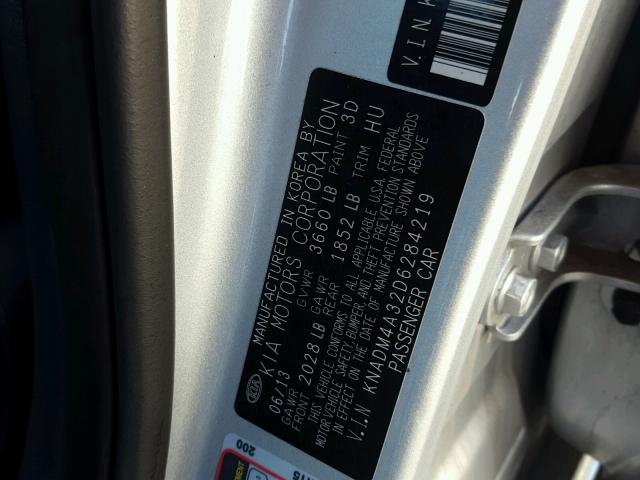 MANUFACTURED IN KOREA BY
KIA KIA MOTORS CORPORATION
06/13 GVWR 3660 LB PAINT 3D
GAWR FRONT 2028 LB GAWR REAR 1852 LB TRIM HU
THIS VEHICLE CONFORMS TO ALL APPLICABLE USA FEDERAL
MOTOR VEHICLE SAFETY, BUMPER, AND THEFT PREVENTION STANDARDS
IN EFFECT ON THE DATE OF MANUFACTURE SHOWN ABOVE
V.I.N KNADM4A32D6284219
PASSENGER CAR
V.I.N
200